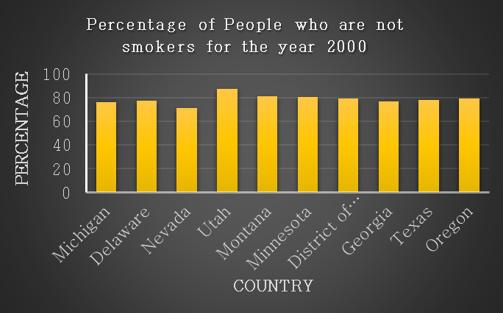 Percentage of People who are not
smokers for the year 2000
PERCENTAGE
100
80
60
40
20
0
Michigan
Delaware
Nevada
Utah
Montana
Minnesota
District of...
Georgia
Texas
Oregon
COUNTRY